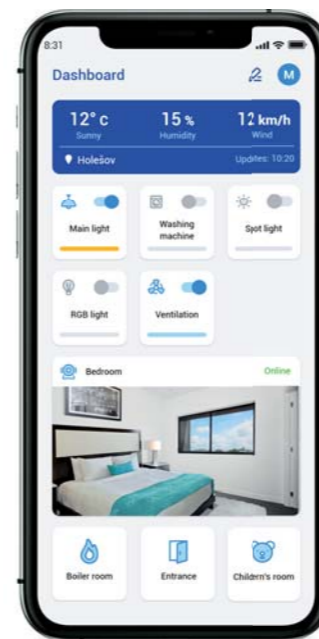 8:31
Dashboard
M
12° c 15 % 12 km/h
Sunny Humidity Wind
Holešov Updates: 10:20
Main light Washing machine Spot light
RGB light Ventilation
Bedroom Online
Boiler room Entrance Children's room